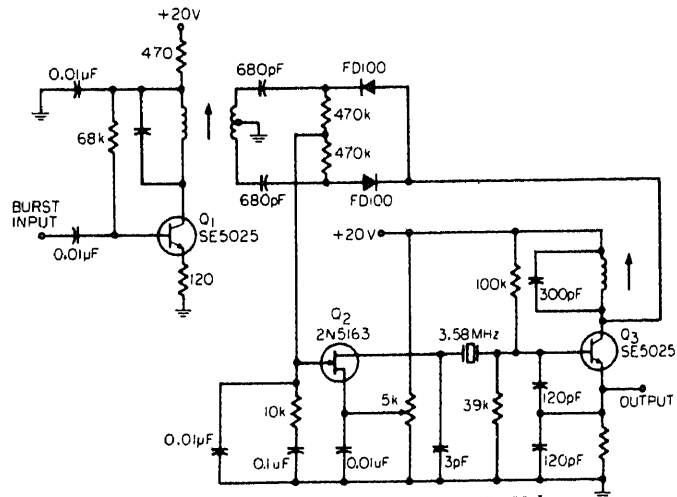 +20V
470
0.01µF
680pF
FD100
470k
68k
470k
680pF
FD100
BURST
INPUT
Q1
SE5025
0.01µF
+20V
120
100k
300pF
Q2
2N5163
3.58MHz
Q3
SE5025
10k
5k
39k
120pF
OUTPUT
0.01µF
0.1uF
0.01µF
3pF
120pF